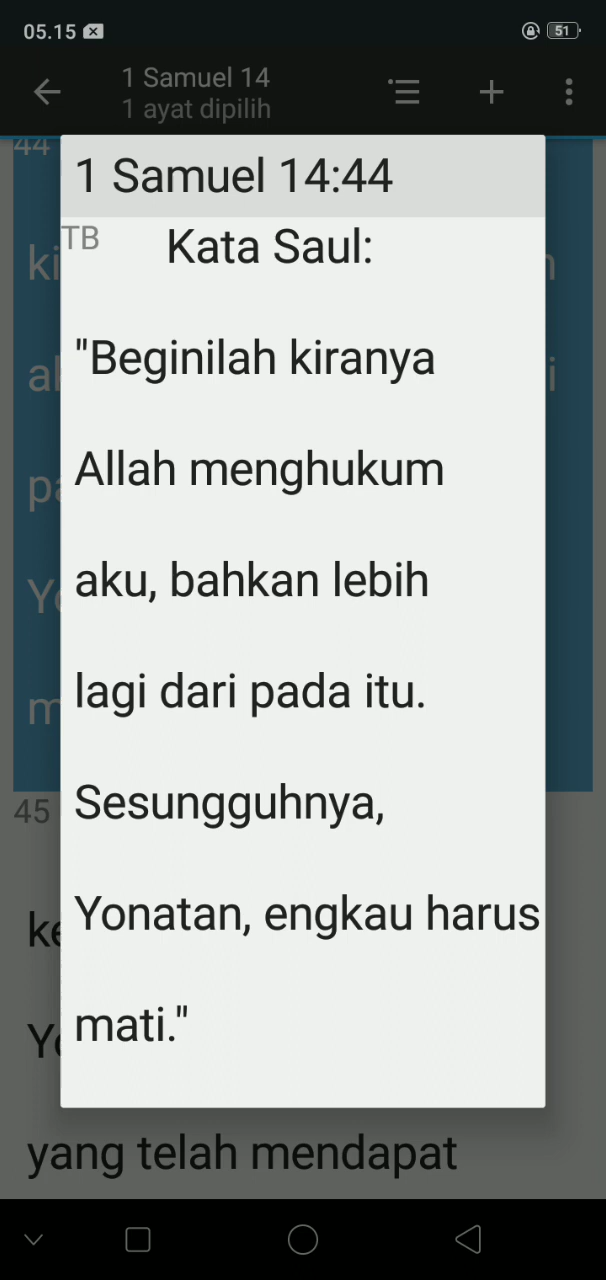 05.15
51
1 Samuel 14
1 ayat dipilih
44
1 Samuel 14:44
TB
Kata Saul:
"Beginilah kiranya
Allah menghukum
aku, bahkan lebih
lagi dari pada itu.
Sesungguhnya,
Yonatan, engkau harus
mati."
45
yang telah mendapat